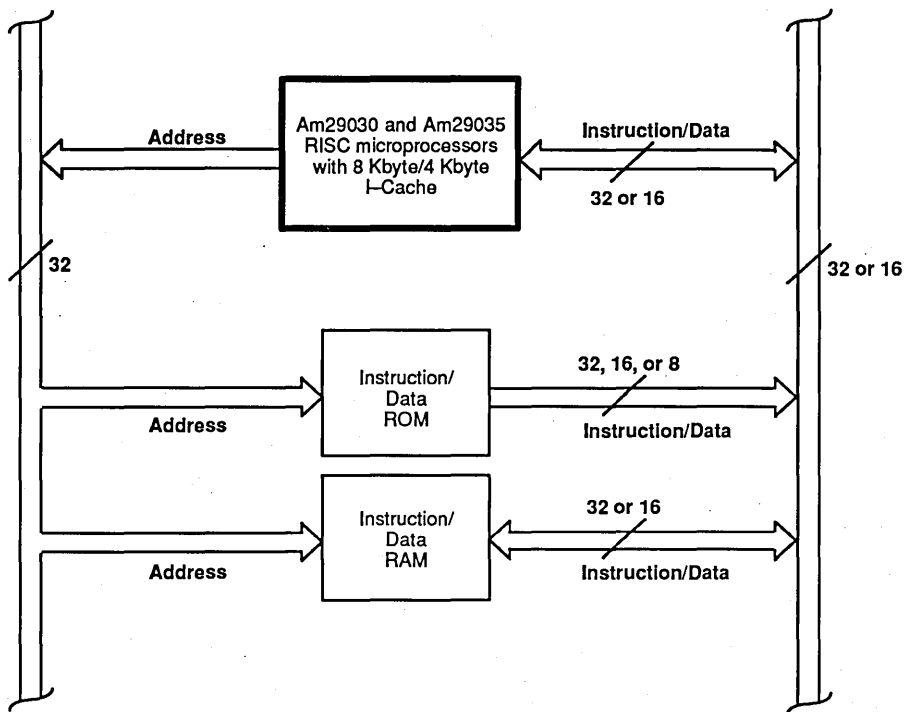 Address
Am29030 and Am29035
RISC microprocessors
with 8 Kbyte/4 Kbyte
I–Cache
Instruction/Data
32 or 16
32
32 or 16
Address
Instruction/
Data
ROM
32, 16, or 8
Instruction/Data
Address
Instruction/
Data
RAM
32 or 16
Instruction/Data